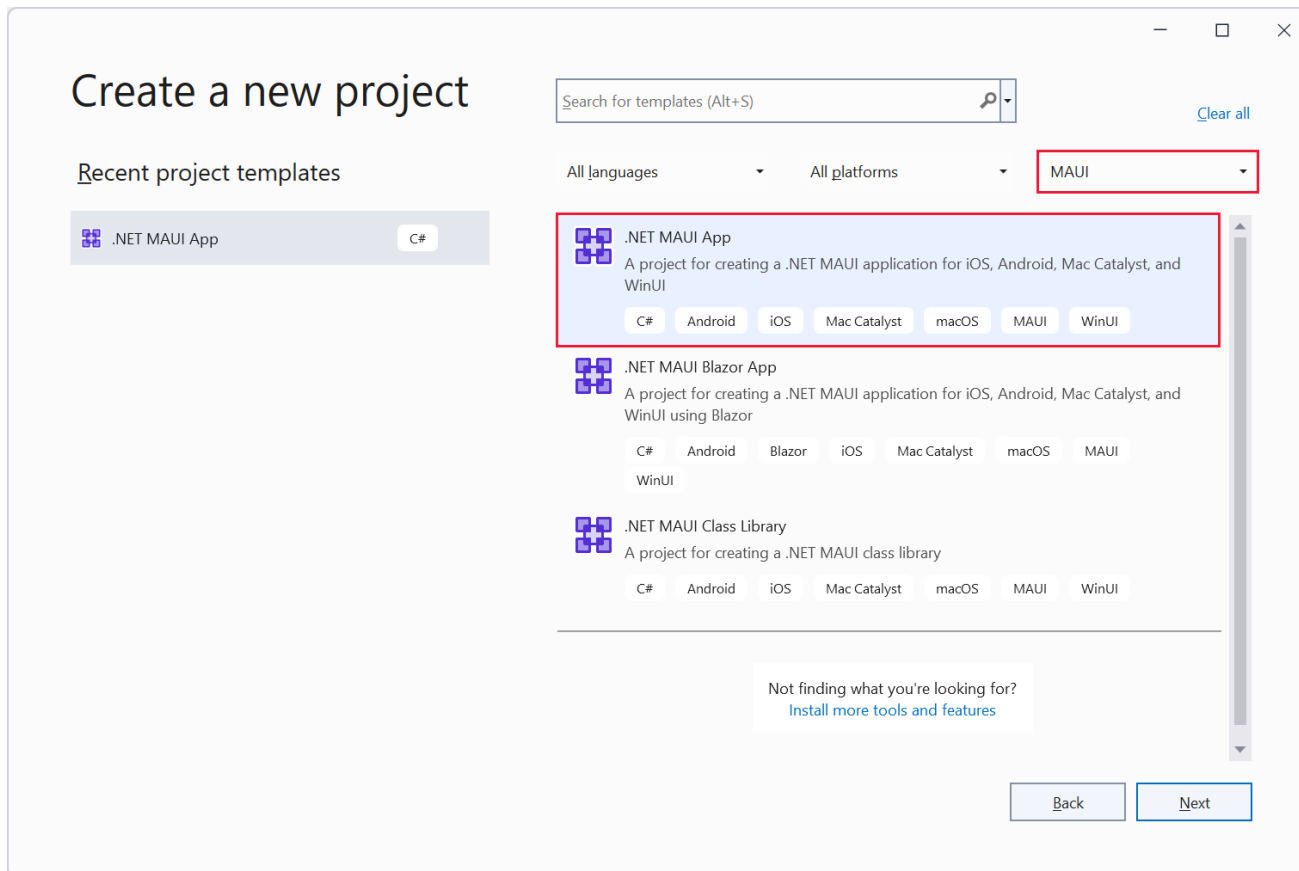 Create a new project
Search for templates (Alt+S)
Clear all
Recent project templates
All languages
All platforms
MAUI
.NET MAUI App
C#
.NET MAUI App
A project for creating a .NET MAUI application for iOS, Android, Mac Catalyst, and
WinUI
C# Android iOS Mac Catalyst macOS MAUI WinUI
.NET MAUI Blazor App
A project for creating a .NET MAUI application for iOS, Android, Mac Catalyst, and
WinUI using Blazor
C# Android Blazor iOS Mac Catalyst macOS MAUI
WinUI
.NET MAUI Class Library
A project for creating a .NET MAUI class library
C# Android iOS Mac Catalyst macOS MAUI WinUI
Not finding what you're looking for?
Install more tools and features
Back
Next